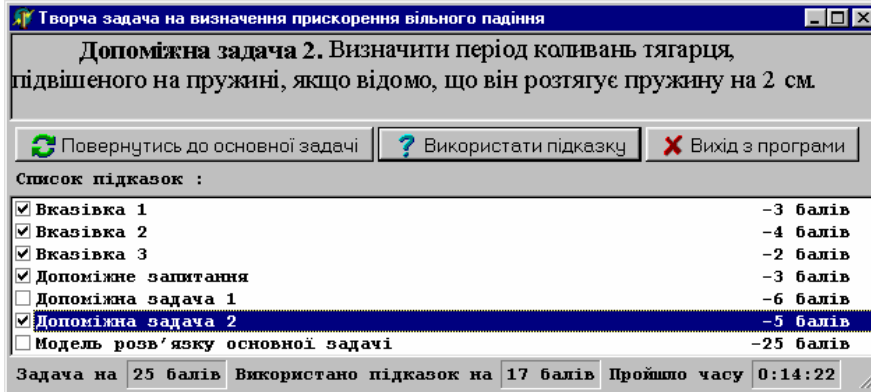 Творча задача на визначення прискорення вільного падіння
Допоміжна задача 2. Визначити період коливань тягарця,
підвішеного на пружині, якщо відомо, що він розтягує пружину на 2 см.
Повернутись до основної задачі Використати підказку Вихід з програми
Список підказок :
Вказівка 1 -3 балів
Вказівка 2 -4 балів
Вказівка 3 -2 балів
Допоміжне запитання -3 балів
Допоміжна задача 1 -6 балів
Допоміжна задача 2 -5 балів
Модель розв'язку основної задачі -25 балів
Задача на 25 балів Використано підказок на 17 балів Пройшло часу 0:14:22